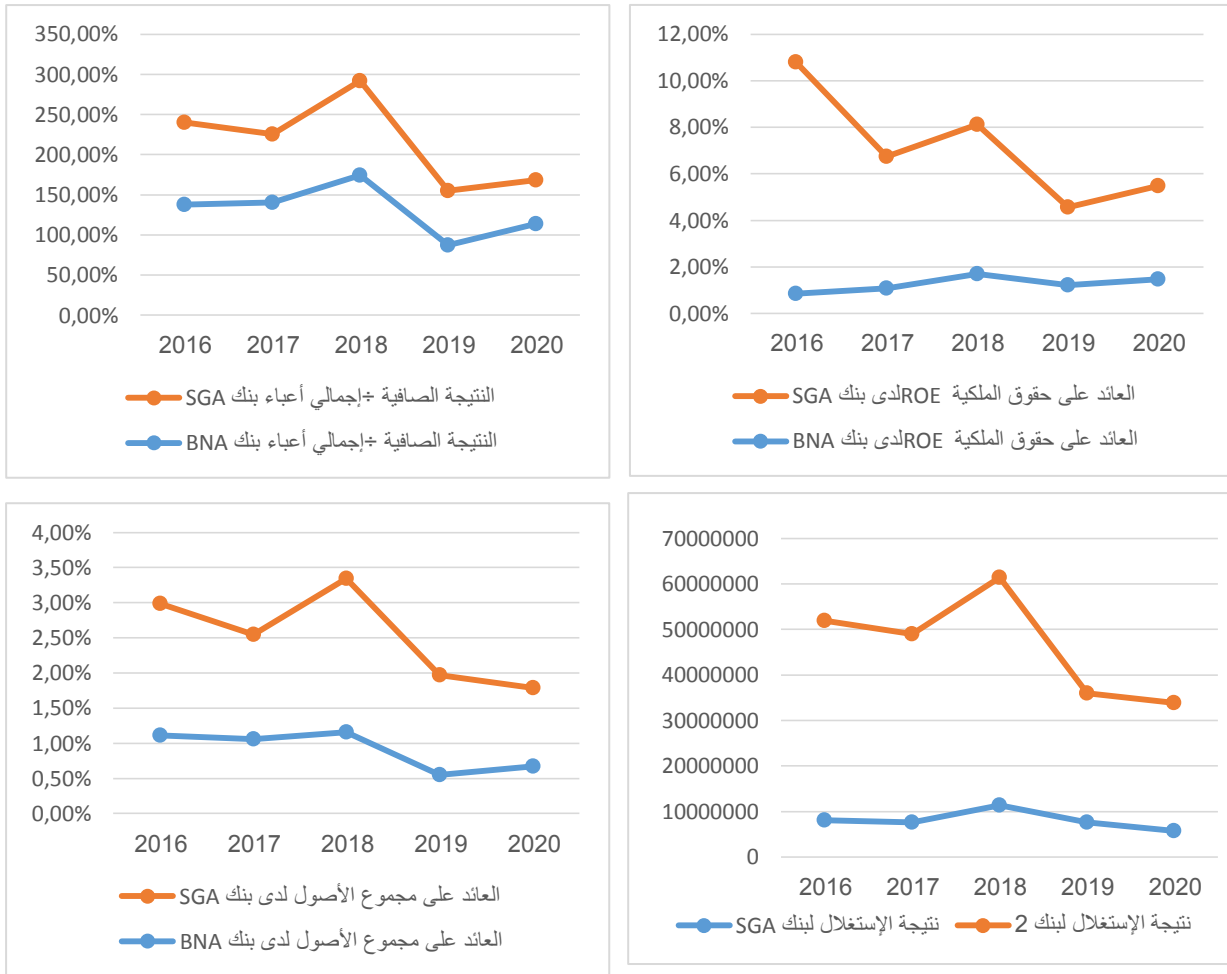 350,00%
300,00%
250,00%
200,00%
150,00%
100,00%
50,00%
0,00%
2016 2017 2018 2019 2020
النتيجة الصافية ÷إجمالي أعباء بنك SGA
النتيجة الصافية ÷إجمالي أعباء بنك BNA
12,00%
10,00%
8,00%
6,00%
4,00%
2,00%
0,00%
2016 2017 2018 2019 2020
العائد على حقوق الملكية ROEلدى بنك SGA
العائد على حقوق الملكية ROEلدى بنك BNA
4,00%
3,50%
3,00%
2,50%
2,00%
1,50%
1,00%
0,50%
0,00%
2016 2017 2018 2019 2020
العائد على مجموع الأصول لدى بنك SGA
العائد على مجموع الأصول لدى بنك BNA
70000000
60000000
50000000
40000000
30000000
20000000
10000000
0
2016 2017 2018 2019 2020
نتيجة الإستغلال لبنك SGA نتيجة الإستغلال لبنك 2